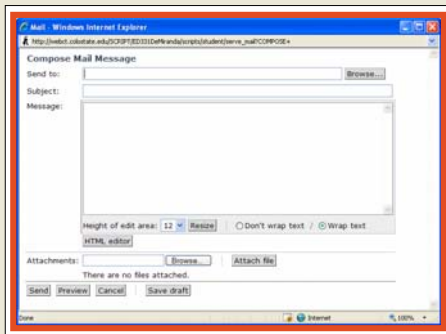 Mail - Windows Internet Explorer
http://webct.colostate.edu/SCRIPT/ED331DeMiranda/scripts/student/serve_mail?COMPOSE+
Compose Mail Message
Send to: Browse...
Subject:
Message:
Height of edit area: 12 Resize Don't wrap text / Wrap text
HTML editor
Attachments: Browse... Attach file
There are no files attached.
Send Preview Cancel Save draft
Done Internet 100%